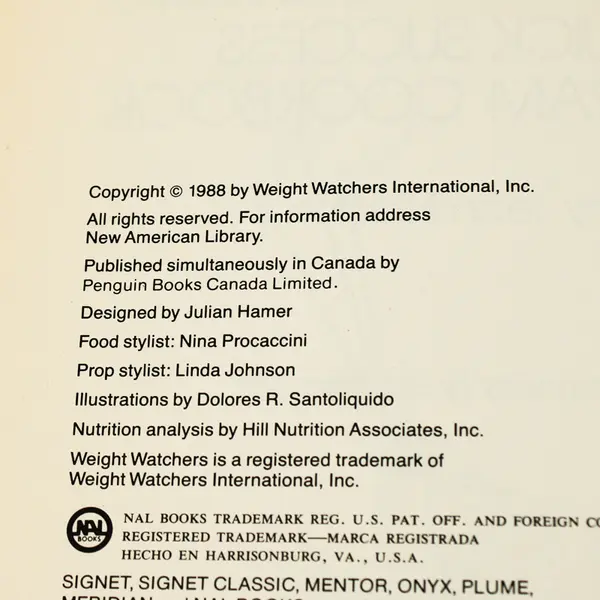 Copyright © 1988 by Weight Watchers International, Inc.
All rights reserved. For information address
New American Library.
Published simultaneously in Canada by
Penguin Books Canada Limited.
Designed by Julian Hamer
Food stylist: Nina Procaccini
Prop stylist: Linda Johnson
Illustrations by Dolores R. Santoliquido
Nutrition analysis by Hill Nutrition Associates, Inc.
Weight Watchers is a registered trademark of
Weight Watchers International, Inc.
NAL
BOOKS
NAL BOOKS TRADEMARK REG. U.S. PAT. OFF. AND FOREIGN
REGISTERED TRADEMARK—MARCA REGISTRADA
HECHO EN HARRISONBURG, VA., U.S.A.
SIGNET, SIGNET CLASSIC, MENTOR, ONYX, PLUME,